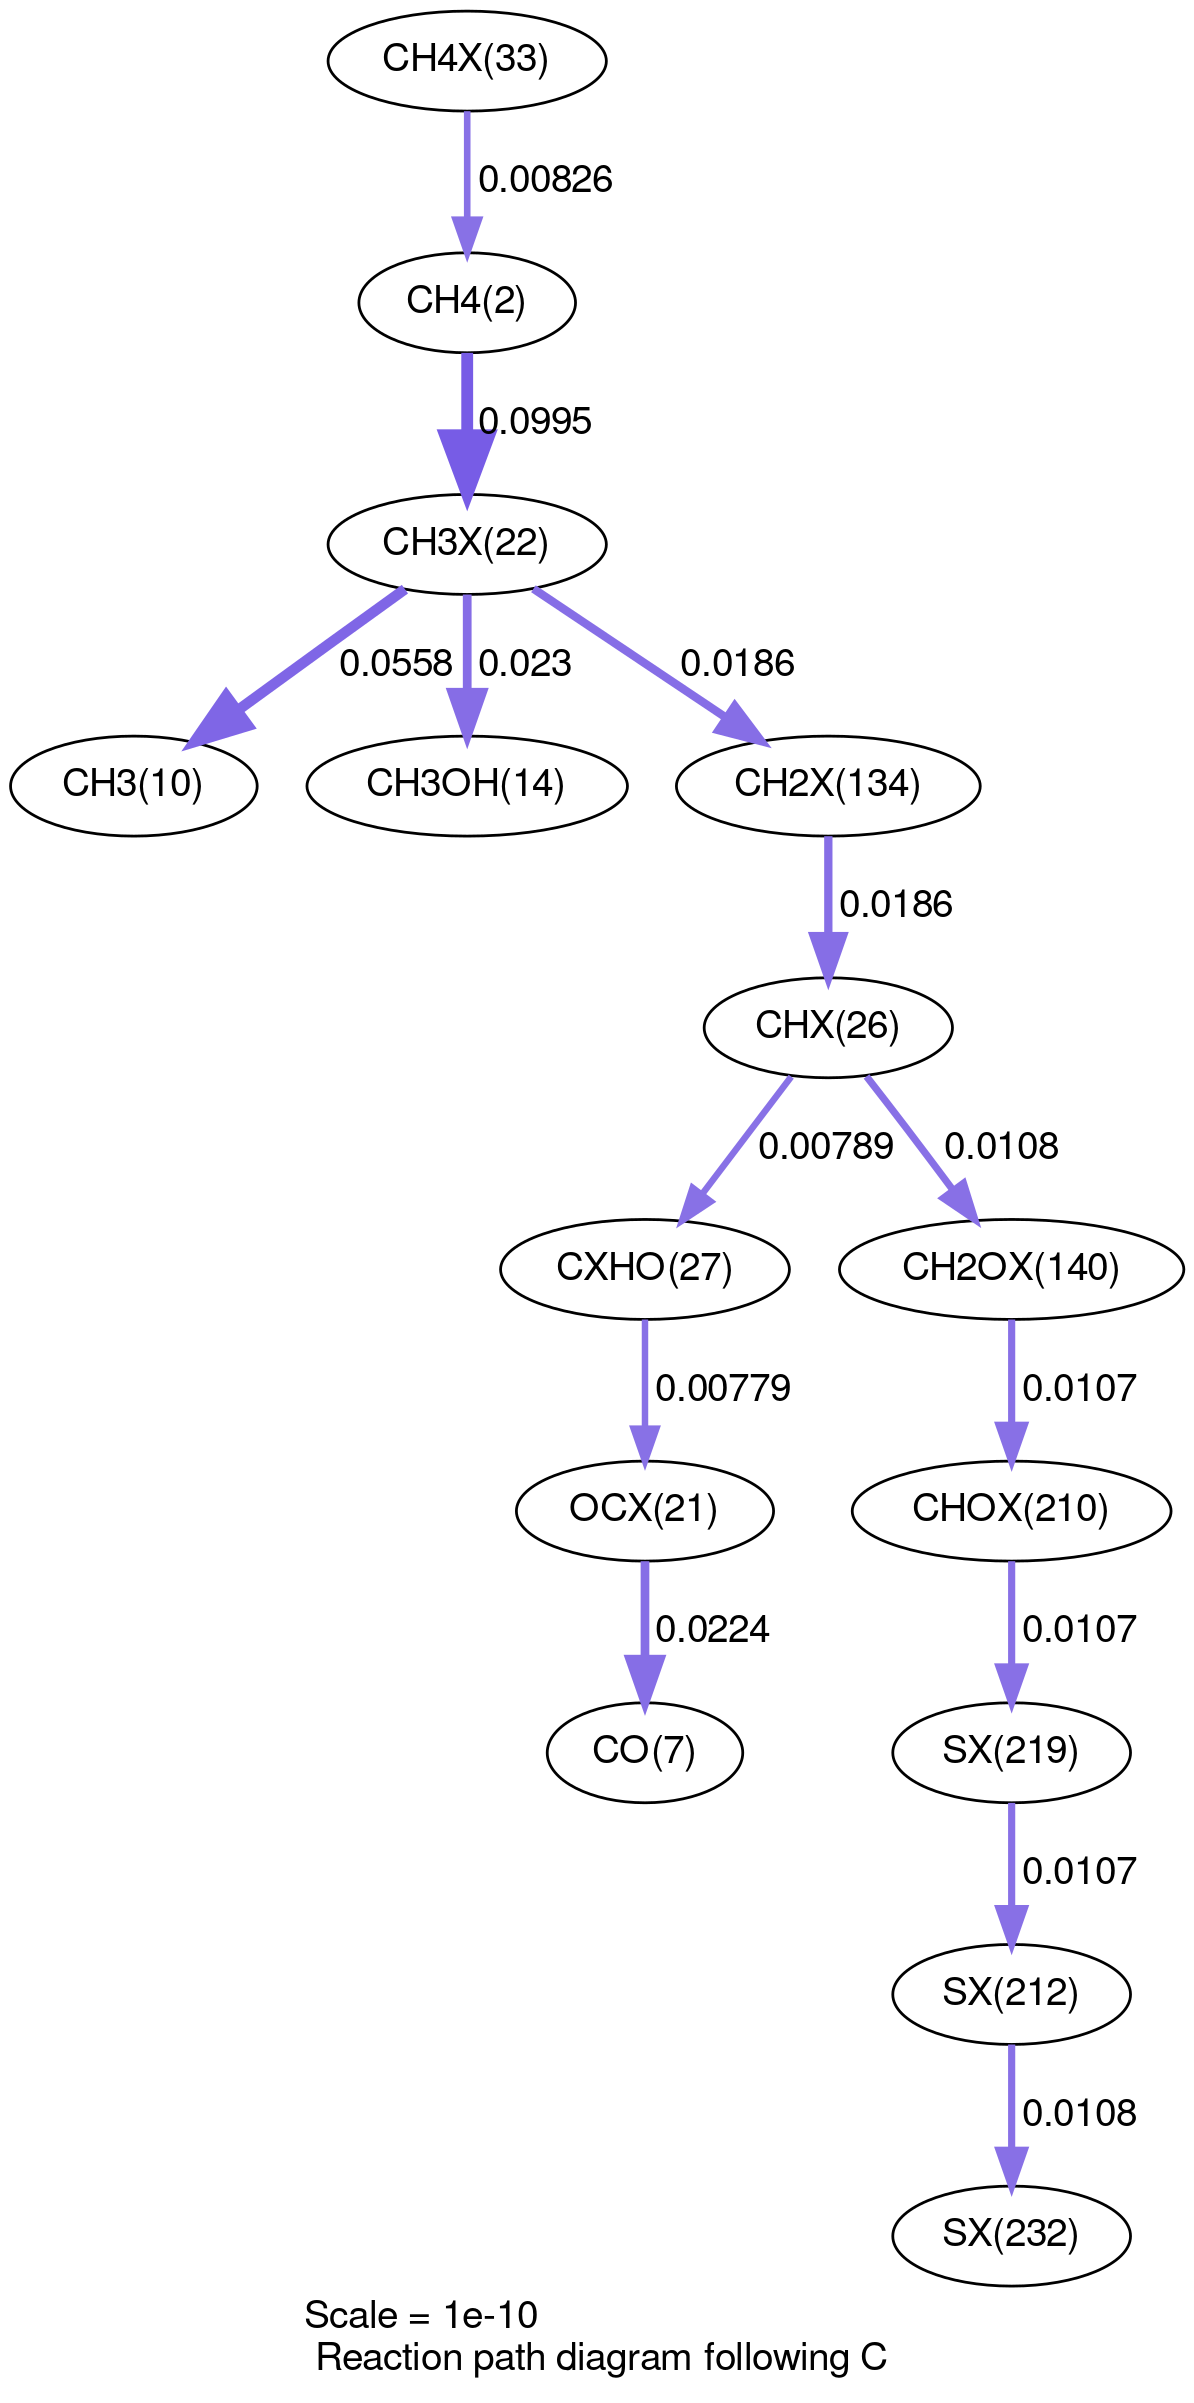 CH4X(33)
0.00826
CH4(2)
0.0995
CH3X(22)
0.0558
0.023
0.0186
CH3(10)
CH3OH(14)
CH2X(134)
0.0186
CHX(26)
0.00789
0.0108
CXHO(27)
CH2OX(140)
0.00779
0.0107
OCX(21)
CHOX(210)
0.0224
0.0107
CO(7)
SX(219)
0.0107
SX(212)
0.0108
SX(232)
Scale = 1e-10
Reaction path diagram following C